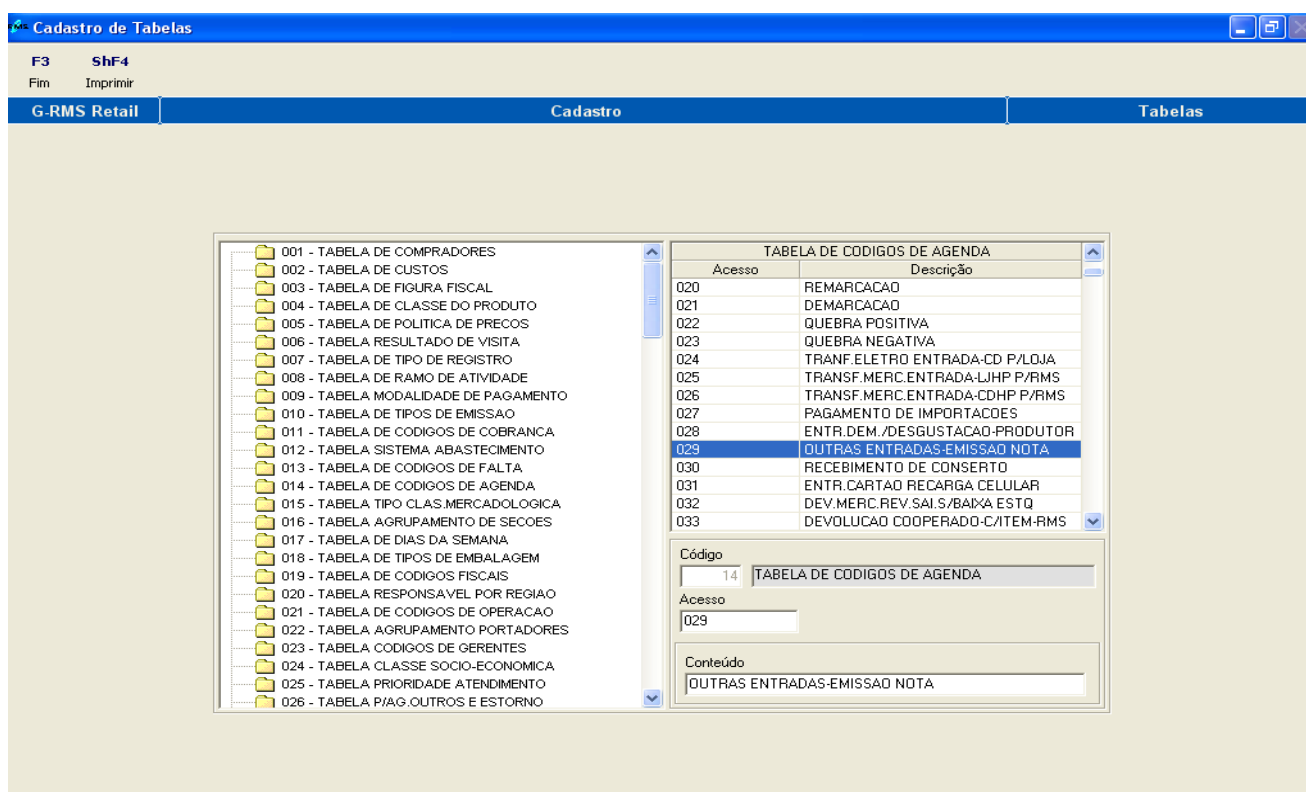 Cadastro de Tabelas
F3 ShF4
Fim Imprimir
G-RMS Retail Cadastro Tabelas
001 - TABELA DE COMPRADORES
002 - TABELA DE CUSTOS
003 - TABELA DE FIGURA FISCAL
004 - TABELA DE CLASSE DO PRODUTO
005 - TABELA DE POLITICA DE PRECOS
006 - TABELA RESULTADO DE VISITA
007 - TABELA DE TIPO DE REGISTRO
008 - TABELA DE RAMO DE ATIVIDADE
009 - TABELA MODALIDADE DE PAGAMENTO
010 - TABELA DE TIPOS DE EMISSAO
011 - TABELA DE CODIGOS DE COBRANCA
012 - TABELA SISTEMA ABASTECIMENTO
013 - TABELA DE CODIGOS DE FALTA
014 - TABELA DE CODIGOS DE AGENDA
015 - TABELA TIPO CLAS.MERCADOLOGICA
016 - TABELA AGRUPAMENTO DE SECOES
017 - TABELA DE DIAS DA SEMANA
018 - TABELA DE TIPOS DE EMBALAGEM
019 - TABELA DE CODIGOS FISCAIS
020 - TABELA RESPONSAVEL POR REGIAO
021 - TABELA DE CODIGOS DE OPERACAO
022 - TABELA AGRUPAMENTO PORTADORES
023 - TABELA CODIGOS DE GERENTES
024 - TABELA CLASSE SOCIO-ECONOMICA
025 - TABELA PRIORIDADE ATENDIMENTO
026 - TABELA P/AG.OUTROS E ESTORNO
TABELA DE CODIGOS DE AGENDA
Acesso Descrição
020 REMARCACAO
021 DEMARCACAO
022 QUEBRA POSITIVA
023 QUEBRA NEGATIVA
024 TRANF.ELETRO ENTRADA-CD P/LOJA
025 TRANSF.MERC.ENTRADA-LJHP P/RMS
026 TRANSF.MERC.ENTRADA-CDHP P/RMS
027 PAGAMENTO DE IMPORTACOES
028 ENTR.DEM./DESGUSTACAO-PRODUTOR
029 OUTRAS ENTRADAS-EMISSAO NOTA
030 RECEBIMENTO DE CONSERTO
031 ENTR.CARTAO RECARGA CELULAR
032 DEV.MERC.REV.SAI.S/BAIXA ESTQ
033 DEVOLUCAO COOPERADO-C/ITEM-RMS
Código
14 TABELA DE CODIGOS DE AGENDA
Acesso
029
Conteúdo
OUTRAS ENTRADAS-EMISSAO NOTA